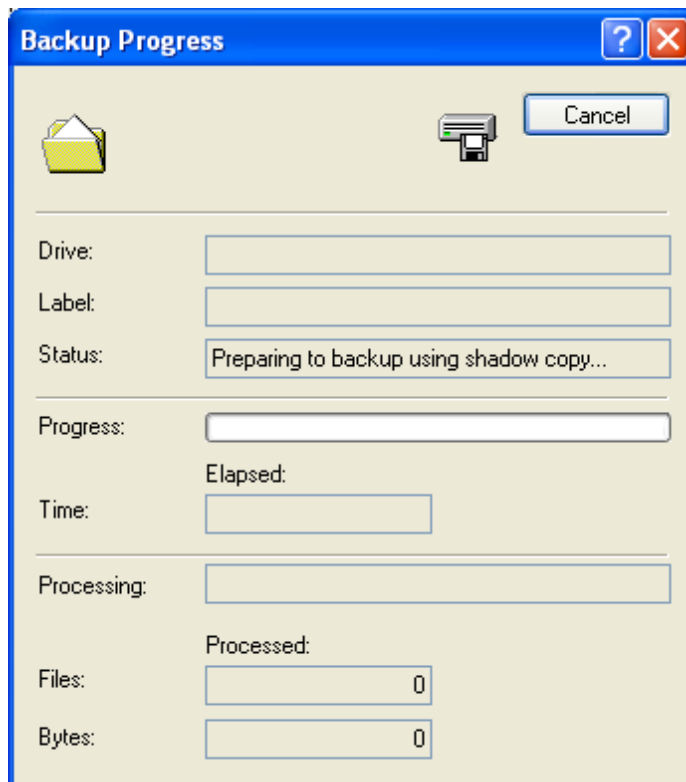 Backup Progress
Cancel
Drive:
Label:
Status: Preparing to backup using shadow copy...
Progress:
Elapsed:
Time:
Processing:
Processed:
Files: 0
Bytes: 0